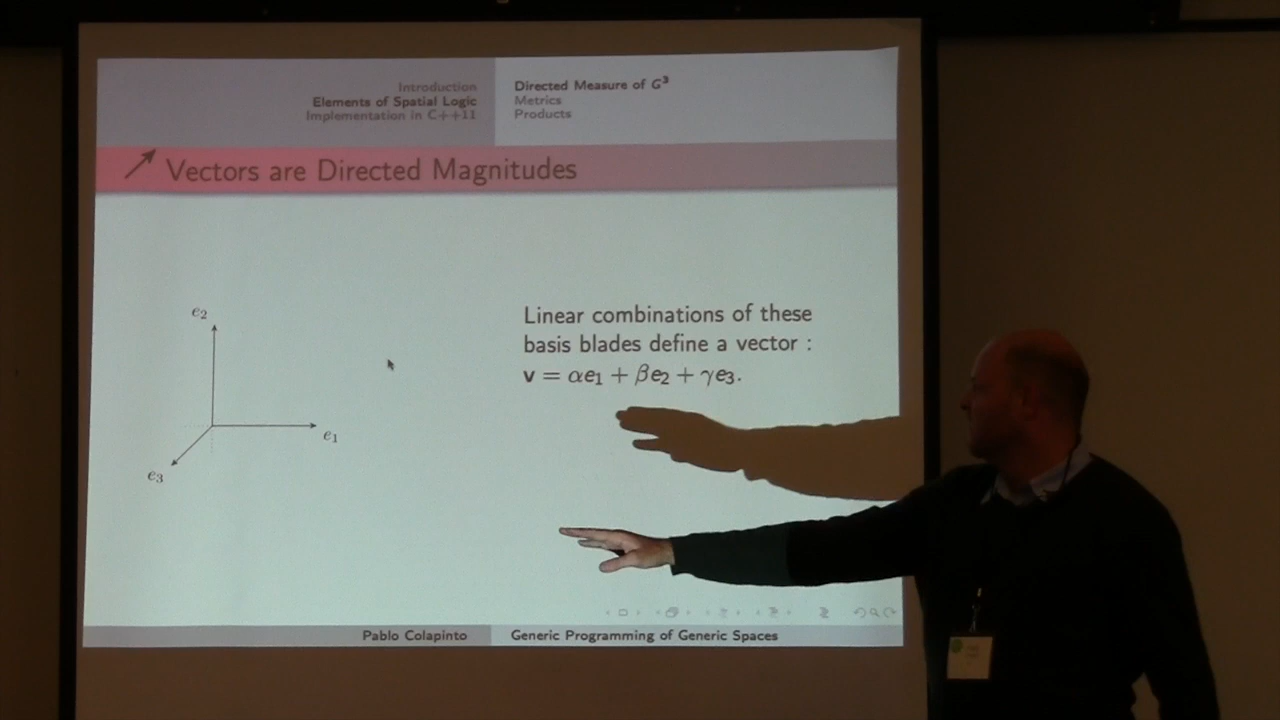 Introduction
Elements of Spatial Logic
Implementation in C++11
Directed Measure of G³
Metrics
Products
Vectors are Directed Magnitudes
e₂
e₁
e₃
Linear combinations of these
basis blades define a vector :
v = αe₁ + βe₂ + γe₃.
Pablo Colapinto
Generic Programming of Generic Spaces